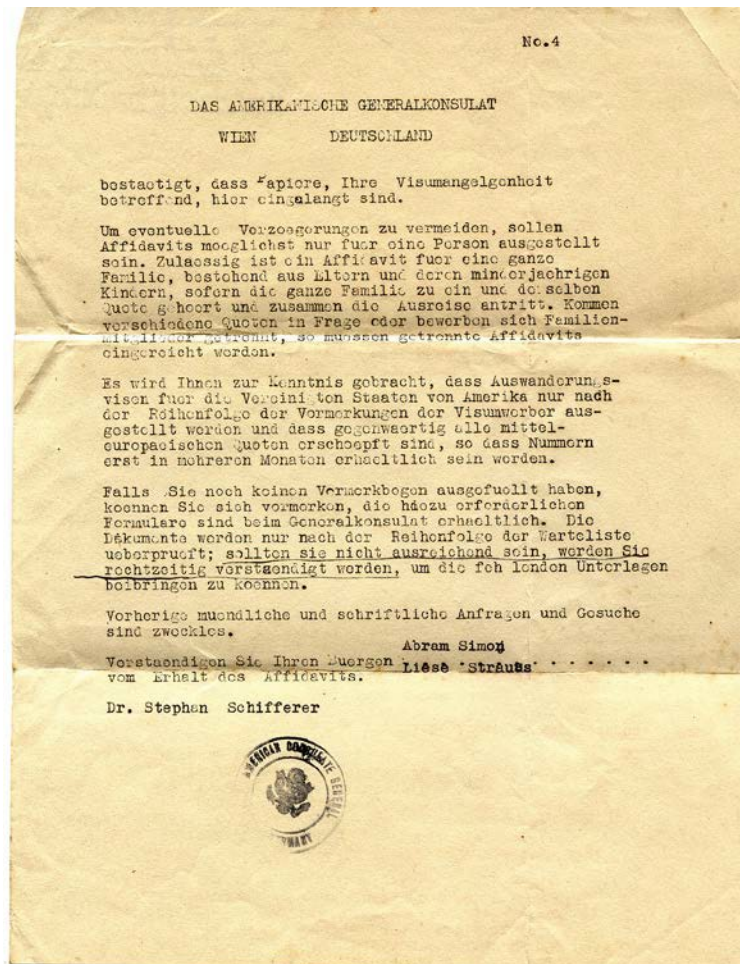 No.4
DAS AMERIKANISCHE GENERALKONSULAT
WIEN DEUTSCHLAND
bestaetigt, dass Papiere, Ihre Visumangelgenheit
betreffend, hier eingelangt sind.
Um eventuelle Verzoegerungen zu vermeiden, sollen
Affidavits moeglichst nur fuer eine Person ausgestellt
sein. Zulaessig ist ein Affidavit fuer eine ganze
Familie, bestehend aus Eltern und deren minderjaehrigen
Kindern, sofern die ganze Familie zu ein und derselben
Quote gehoert und zusammen die Ausreise antritt. Kommen
verschiedene Quoten in Frage oder bewerben sich Familien-
mitglieder getrennt, so muessen getrennte Affidavits
eingereicht werden.
Es wird Ihnen zur Kenntnis gebracht, dass Auswanderungs-
visen fuer die Vereinigten Staaten von Amerika nur nach
der Reihenfolge der Vormerkungen der Visumwerber aus-
gestellt werden und dass gegenwaertig alle mittel-
europaeischen Quoten erschoepft sind, so dass Nummern
erst in mehreren Monaten erhaeltlich sein werden.
Falls Sie noch keinen Vormerkbogen ausgefuellt haben,
koennen Sie sich vormerken, die hiezu erforderlichen
Formulare sind beim Generalkonsulat erhaeltlich. Die
Dokumente werden nur nach der Reihenfolge der Warteliste
ueberprueft; sollten sie nicht ausreichend sein, werden Sie
rechtzeitig verstaendigt werden, um die feh lenden Unterlagen
beibringen zu koennen.
Vorherige muendliche und schriftliche Anfragen und Gesuche
sind zwecklos.
Abram Simon
Verstaendigen Sie Ihren Buergen Liese Strauss . . . . . .
vom Erhalt des Affidavits.
Dr. Stephan Schifferer
AMERICAN CONSULATE GENERAL